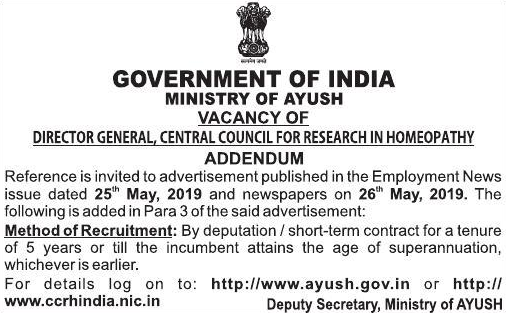 सत्यमेव जयते
GOVERNMENT OF INDIA
MINISTRY OF AYUSH
VACANCY OF
DIRECTOR GENERAL, CENTRAL COUNCIL FOR RESEARCH IN HOMEOPATHY
ADDENDUM
Reference is invited to advertisement published in the Employment News
issue dated 25th May, 2019 and newspapers on 26th May, 2019. The
following is added in Para 3 of the said advertisement:
Method of Recruitment: By deputation / short-term contract for a tenure
of 5 years or till the incumbent attains the age of superannuation,
whichever is earlier.
For details log on to: http://www.ayush.gov.in or http://
www.ccrhindia.nic.in
Deputy Secretary, Ministry of AYUSH